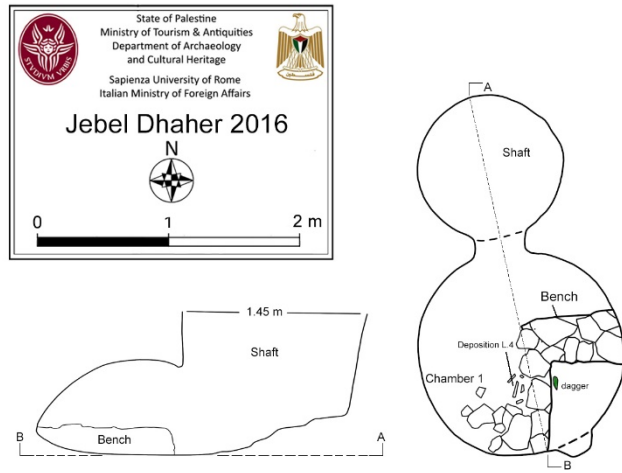 State of Palestine
Ministry of Tourism & Antiquities
Department of Archaeology
and Cultural Heritage
Sapienza University of Rome
Italian Ministry of Foreign Affairs
STVDIVM VRBIS
Jebel Dhaher 2016
N
0 1 2 m
A
Shaft
Bench
Deposition L.4
Chamber 1
dagger
B
1.45 m
Shaft
B
Bench
A